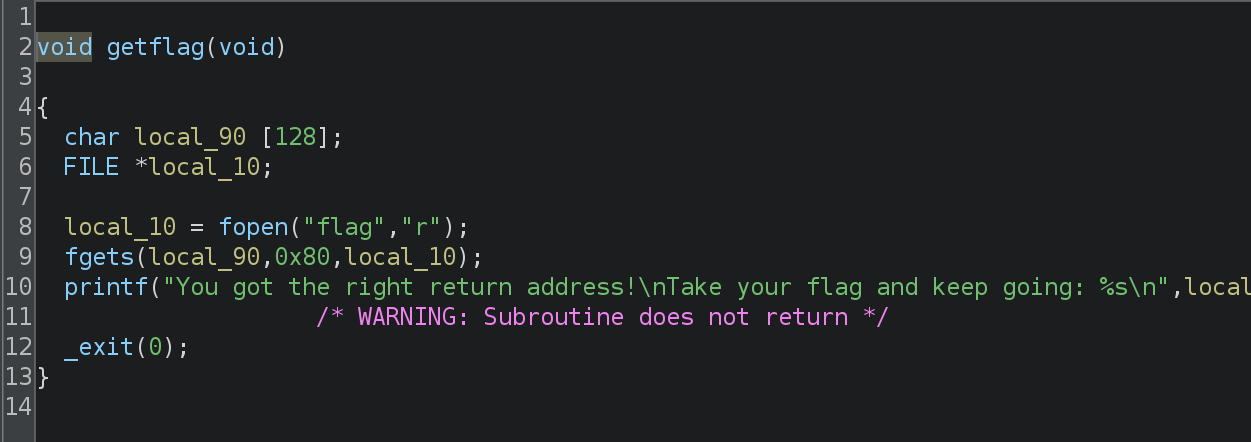 1
2 void getflag(void)
3
4 {
5 char local_90 [128];
6 FILE *local_10;
7
8 local_10 = fopen("flag","r");
9 fgets(local_90,0x80,local_10);
10 printf("You got the right return address!\nTake your flag and keep going: %s\n",local
11 /* WARNING: Subroutine does not return */
12 _exit(0);
13 }
14